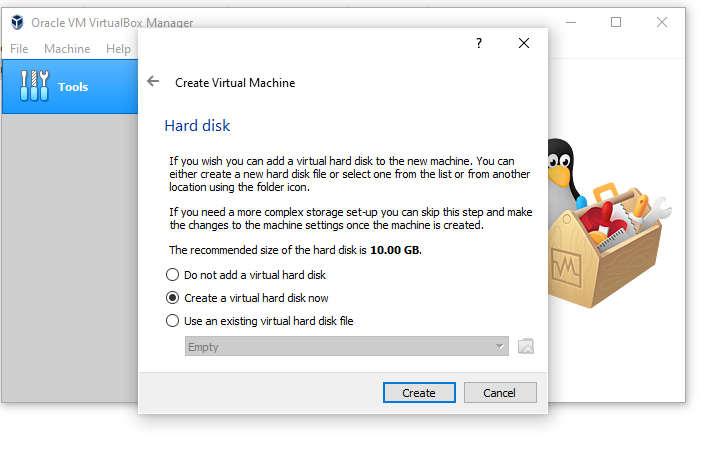 Oracle VM VirtualBox Manager
File Machine Help
Tools
?
Create Virtual Machine
Hard disk
If you wish you can add a virtual hard disk to the new machine. You can
either create a new hard disk file or select one from the list or from another
location using the folder icon.
If you need a more complex storage set-up you can skip this step and make
the changes to the machine settings once the machine is created.
The recommended size of the hard disk is 10.00 GB.
Do not add a virtual hard disk
Create a virtual hard disk now
Use an existing virtual hard disk file
Empty
Create Cancel